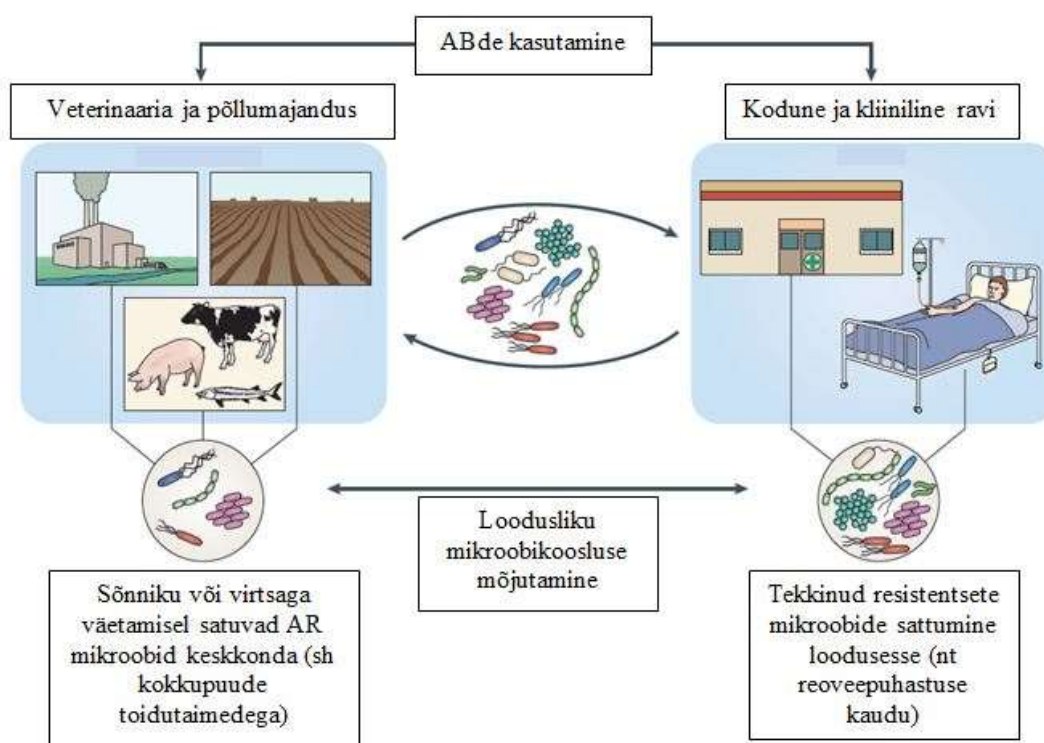 ABde kasutamine
Veterinaaria ja põllumajandus
Kodune ja kliiniline ravi
Loodusliku
mikroobikoosluse
mõjutamine
Sõnniku või virtsaga
väetamisel satuvad AR
mikroobid keskkonda (sh
kokkupuude
toidutaimedega)
Tekkinud resistentsete
mikroobide sattumine
loodusesse (nt
reoveepuhastuse
kaudu)